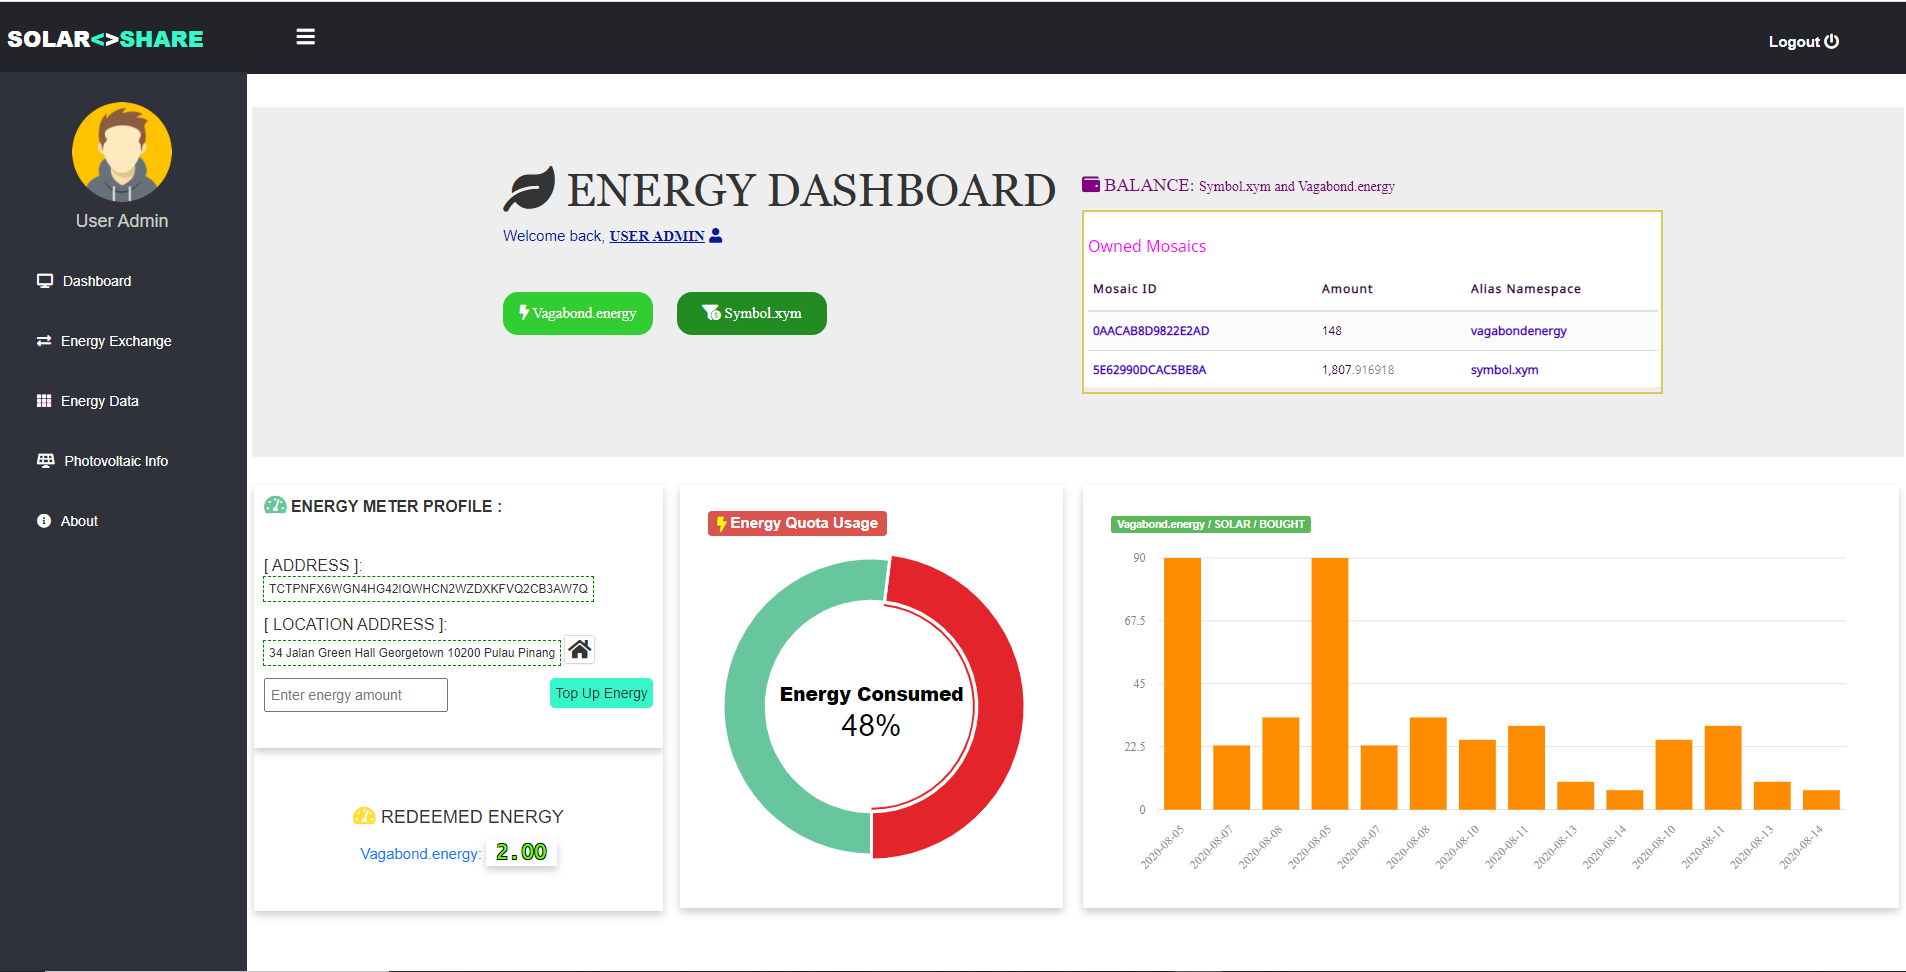 SOLAR<>SHARE
Logout
User Admin
Dashboard
Energy Exchange
Energy Data
Photovoltaic Info
About
ENERGY DASHBOARD
Welcome back, USER ADMIN
Vagabond.energy
Symbol.xym
BALANCE: Symbol.xym and Vagabond.energy
Owned Mosaics
Mosaic ID Amount Alias Namespace
0AACAB8D9822E2AD 148 vagabondenergy
5E62990DCAC5BE8A 1,807.916918 symbol.xym
ENERGY METER PROFILE :
[ ADDRESS ]:
TCTPNFX6WGN4HG42IQWHCN2WZDXKFVQ2CB3AW7Q
[ LOCATION ADDRESS ]:
34 Jalan Green Hall Georgetown 10200 Pulau Pinang
Enter energy amount
Top Up Energy
REDEEMED ENERGY
Vagabond.energy: 2.00
Energy Quota Usage
Energy Consumed
48%
Vagabond.energy / SOLAR / BOUGHT
90
67.5
45
22.5
0
2020-08-05
2020-08-07
2020-08-08
2020-08-05
2020-08-07
2020-08-08
2020-08-10
2020-08-11
2020-08-13
2020-08-14
2020-08-10
2020-08-11
2020-08-13
2020-08-14